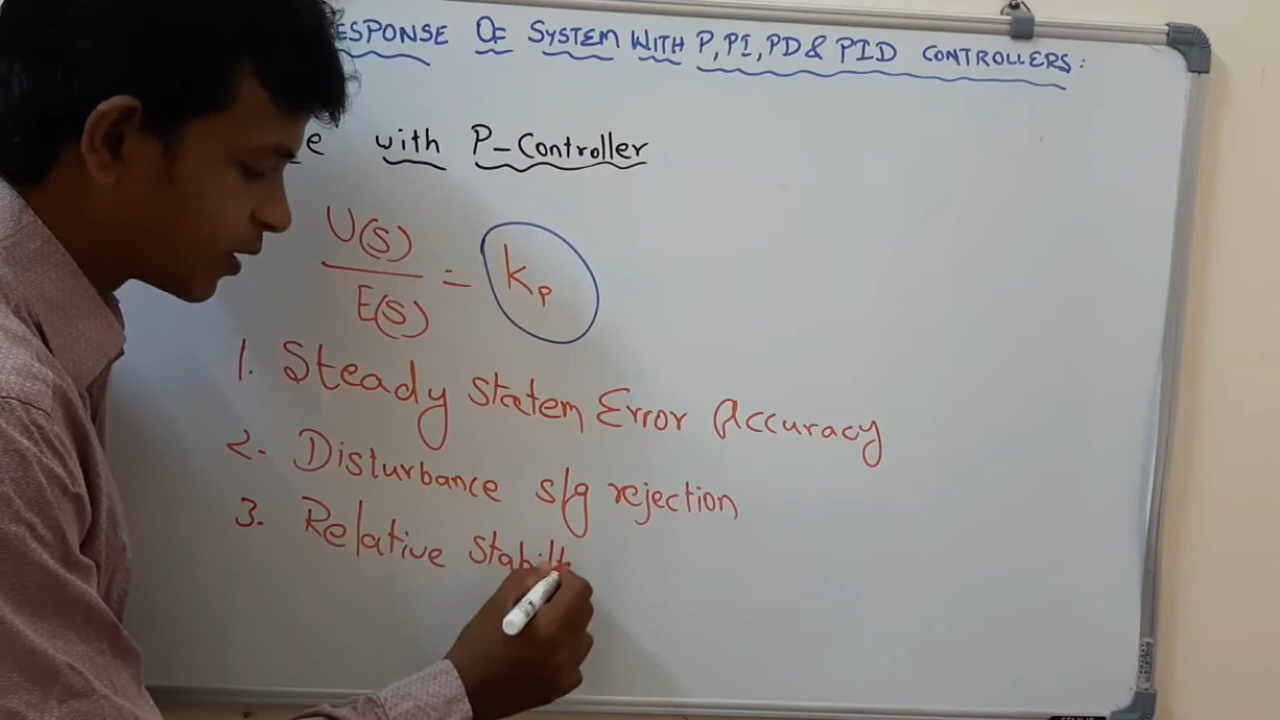 ESPONSE OF SYSTEM WITH P, PI, PD & PID CONTROLLERS:
e with P-Controller
U(S)
E(S)
= Kp
1. Steady Statem Error Accuracy
2. Disturbance s/g rejection
3. Relative Stabilt